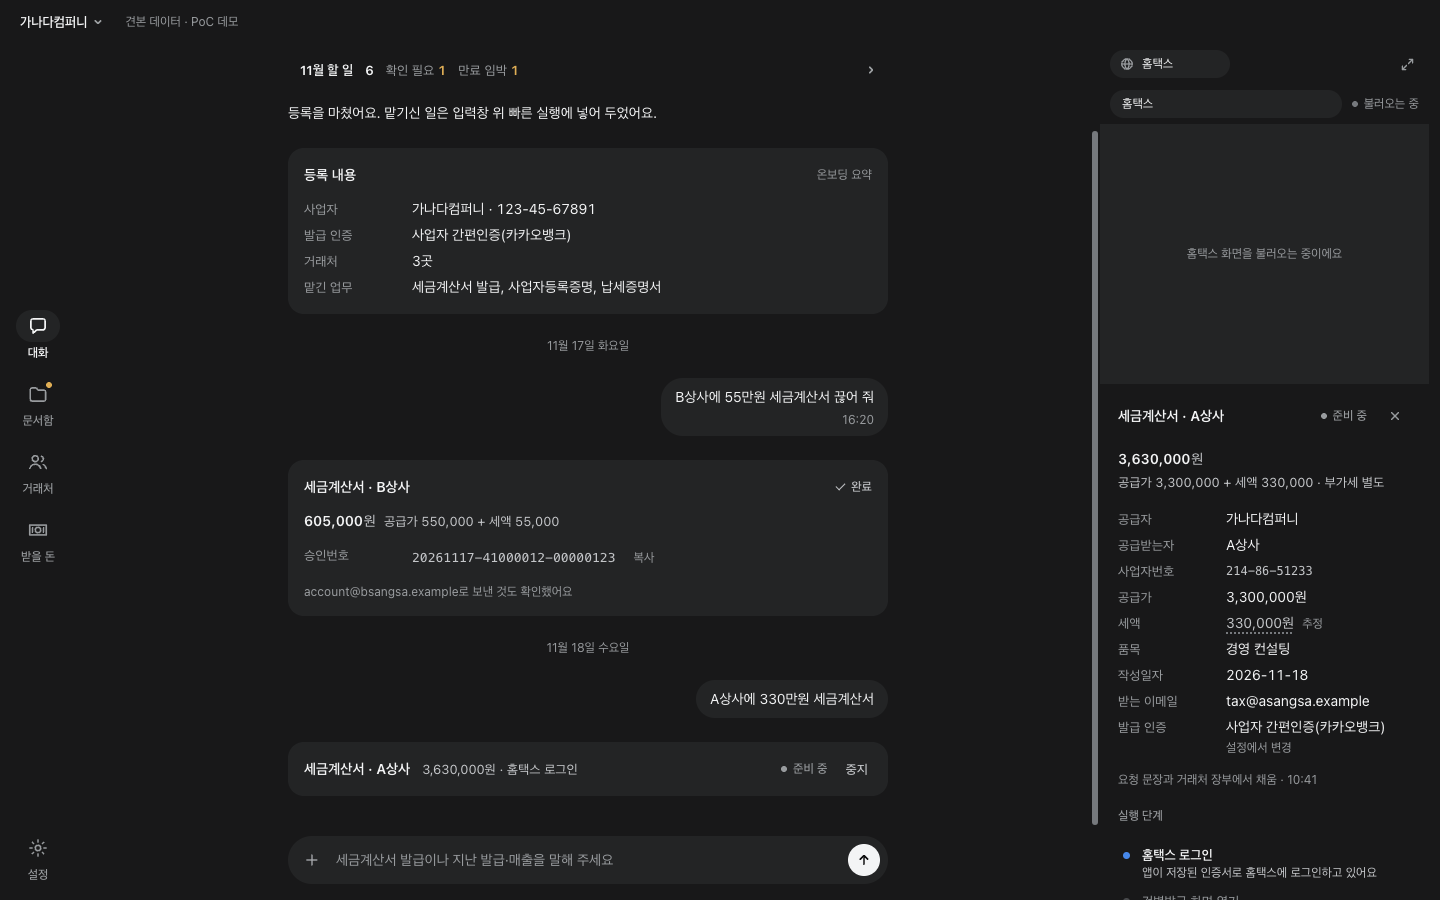 가나다컴퍼니
견본 데이터 · PoC 데모
대화
문서함
거래처
받을 돈
설정
11월 할 일 6 확인 필요 1 만료 임박 1
등록을 마쳤어요. 맡기신 일은 입력창 위 빠른 실행에 넣어 두었어요.
등록 내용 온보딩 요약
사업자 가나다컴퍼니 · 123-45-67891
발급 인증 사업자 간편인증(카카오뱅크)
거래처 3곳
맡긴 업무 세금계산서 발급, 사업자등록증명, 납세증명서
11월 17일 화요일
B상사에 55만원 세금계산서 끊어 줘
16:20
세금계산서 · B상사 완료
605,000원 공급가 550,000 + 세액 55,000
승인번호 20261117-41000012-00000123 복사
account@bsangsa.example로 보낸 것도 확인했어요
11월 18일 수요일
A상사에 330만원 세금계산서
세금계산서 · A상사 3,630,000원 · 홈택스 로그인 준비 중 중지
세금계산서 발급이나 지난 발급·매출을 말해 주세요
홈택스
홈택스 불러오는 중
홈택스 화면을 불러오는 중이에요
세금계산서 · A상사 준비 중
3,630,000원
공급가 3,300,000 + 세액 330,000 · 부가세 별도
공급자 가나다컴퍼니
공급받는자 A상사
사업자번호 214-86-51233
공급가 3,300,000원
세액 330,000원 추정
품목 경영 컨설팅
작성일자 2026-11-18
받는 이메일 tax@asangsa.example
발급 인증 사업자 간편인증(카카오뱅크)
설정에서 변경
요청 문장과 거래처 장부에서 채움 · 10:41
실행 단계
홈택스 로그인
앱이 저장된 인증서로 홈택스에 로그인하고 있어요